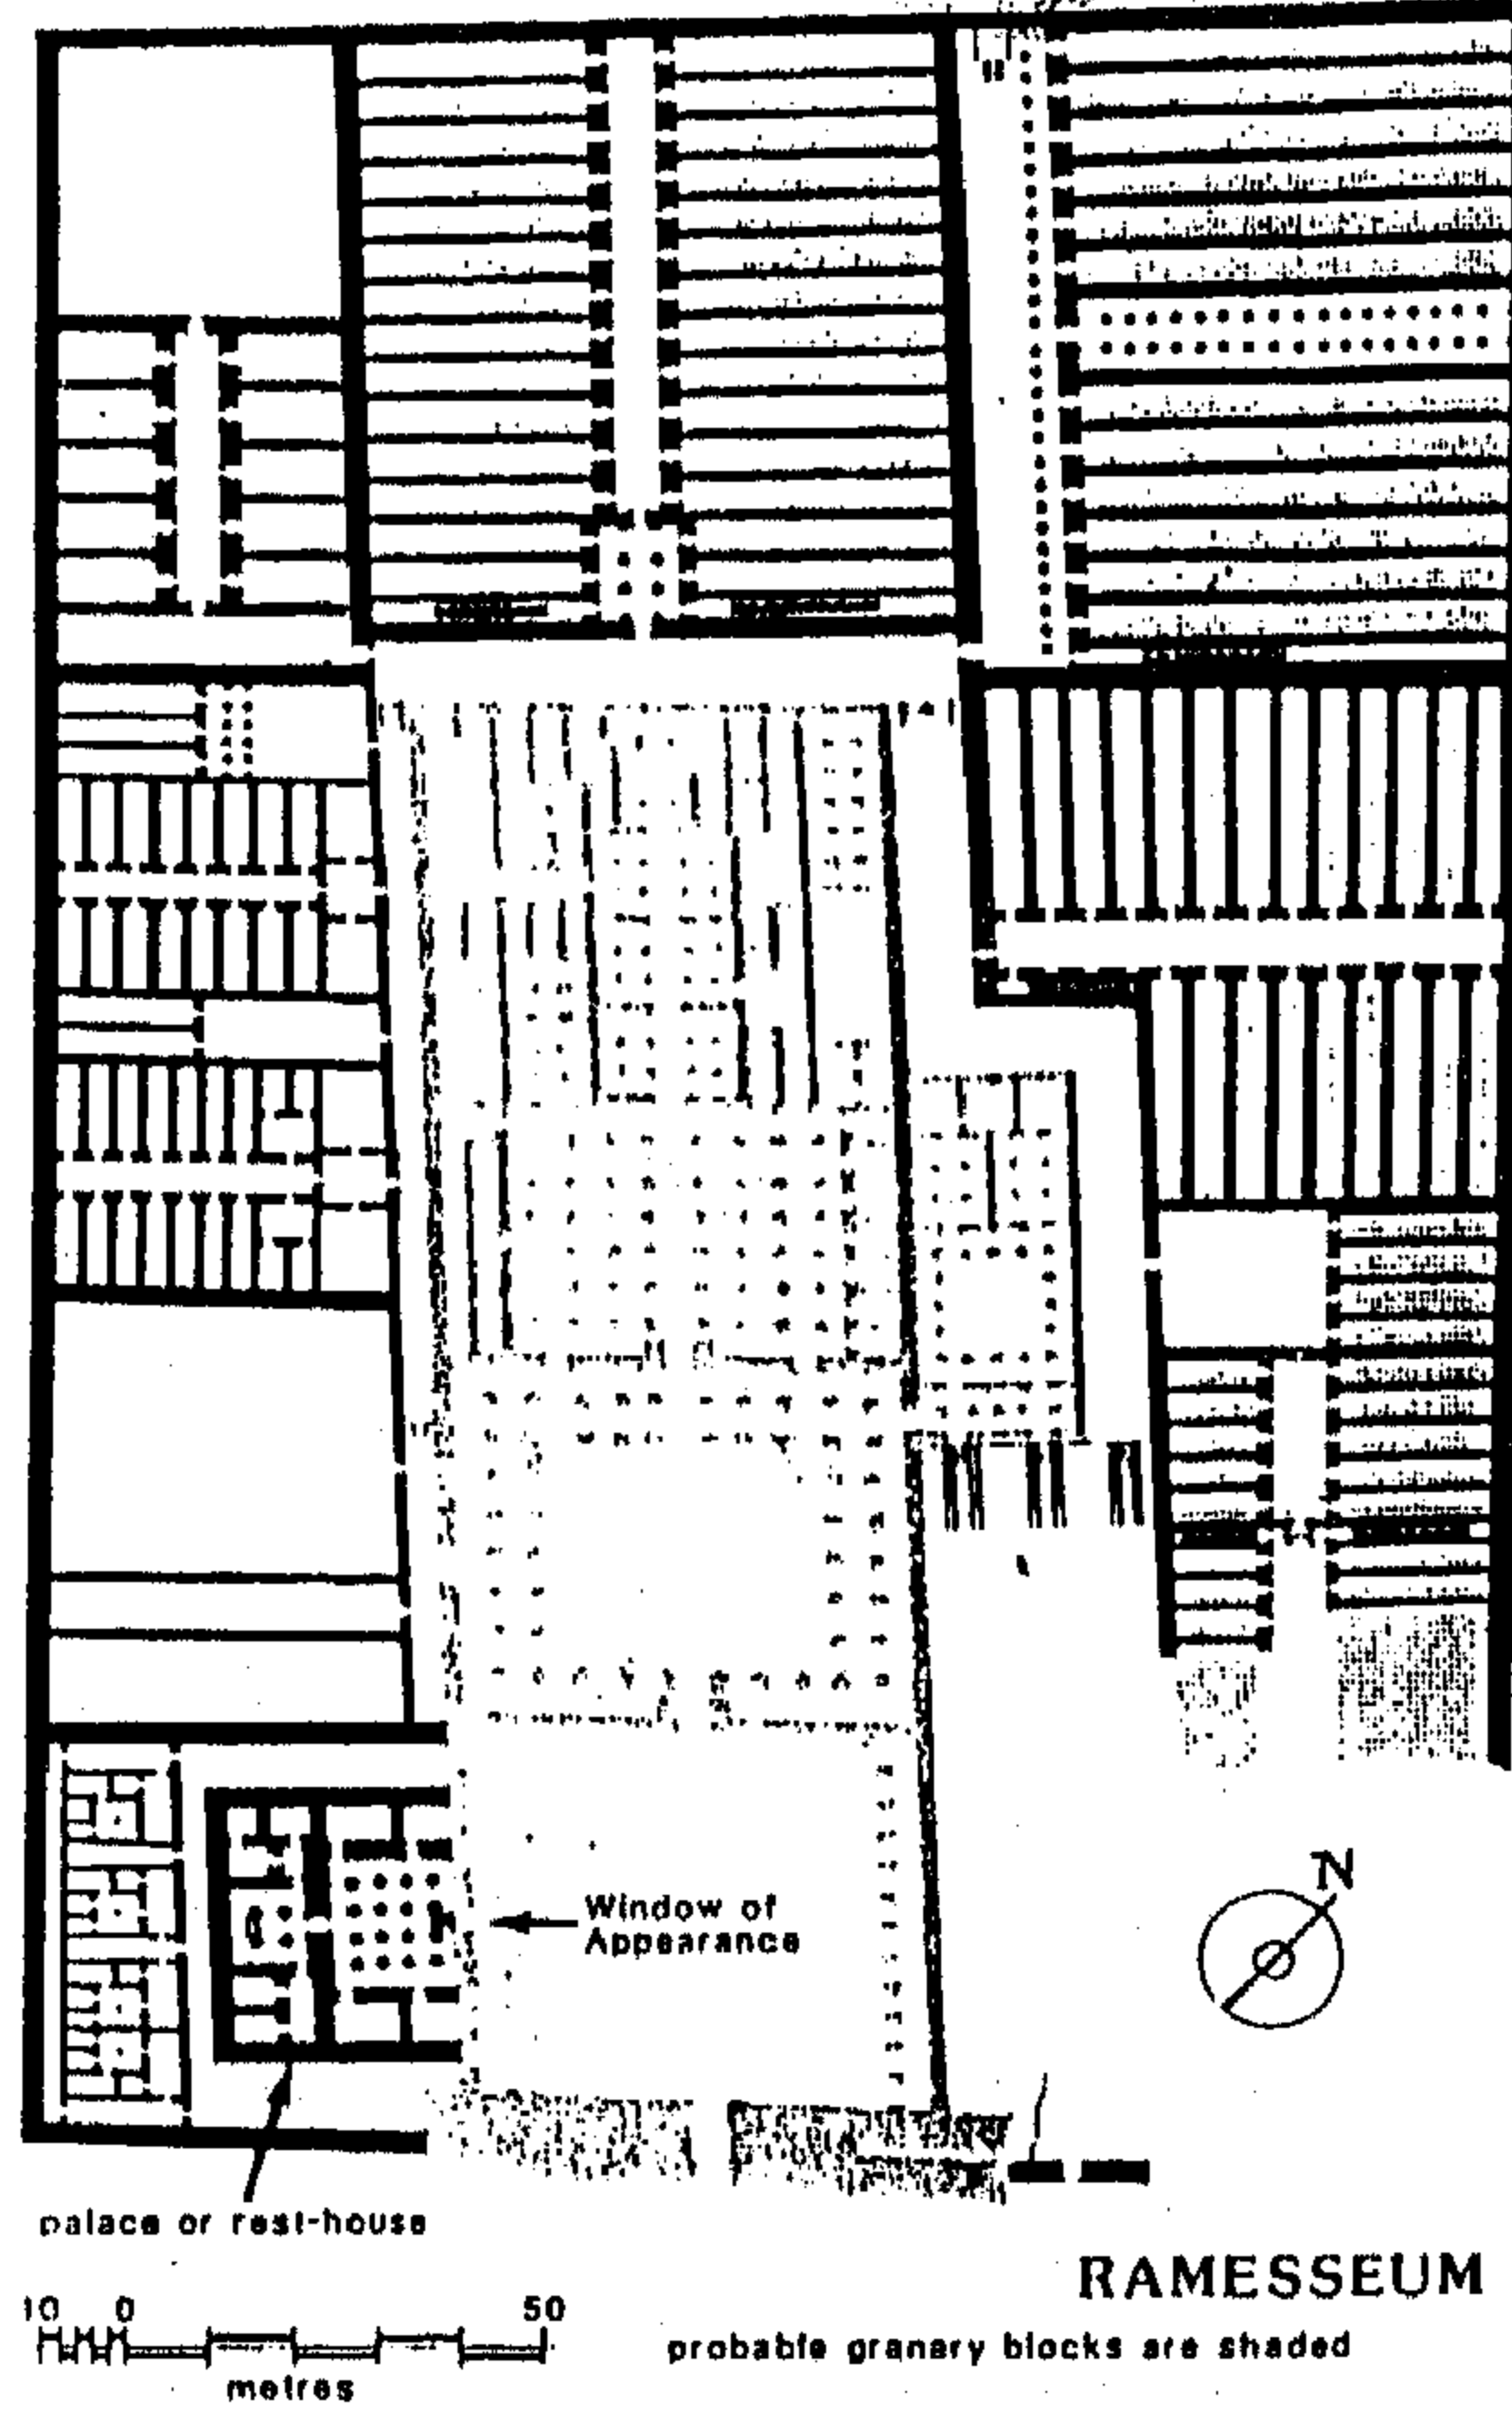 N
Window of
Appearance
palace or rest-house
RAMESSEUM
10 0 50
metres
probable granary blocks are shaded